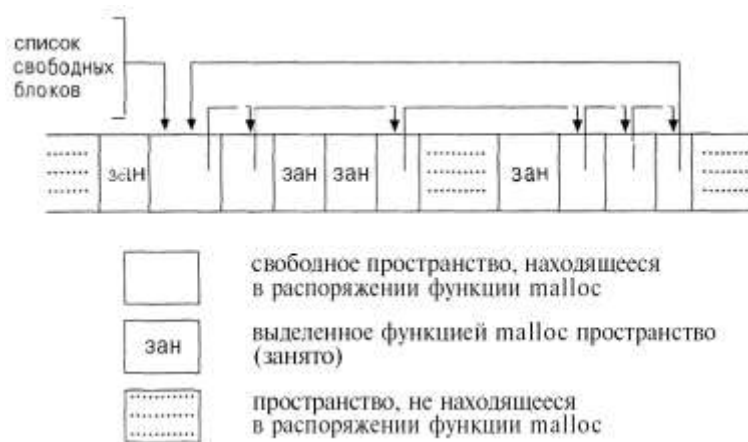 список
свободных
блоков
зан зан зан зан
свободное пространство, находящееся
в распоряжении функции malloc
зан
выделенное функцией malloc пространство
(занято)
пространство, не находящееся
в распоряжении функции malloc